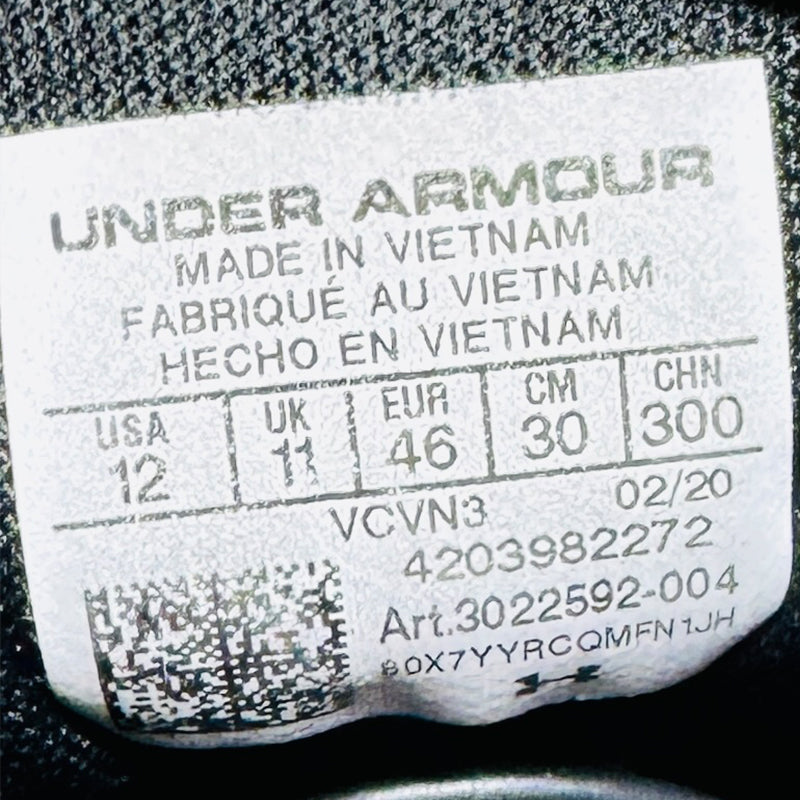 UNDER ARMOUR
MADE IN VIETNAM
FABRIQUÉ AU VIETNAM
HECHO EN VIETNAM
USA UK EUR CM CHN
12 11 46 30 300
VCVN3 02/20
4203982272
Art.3022592-004